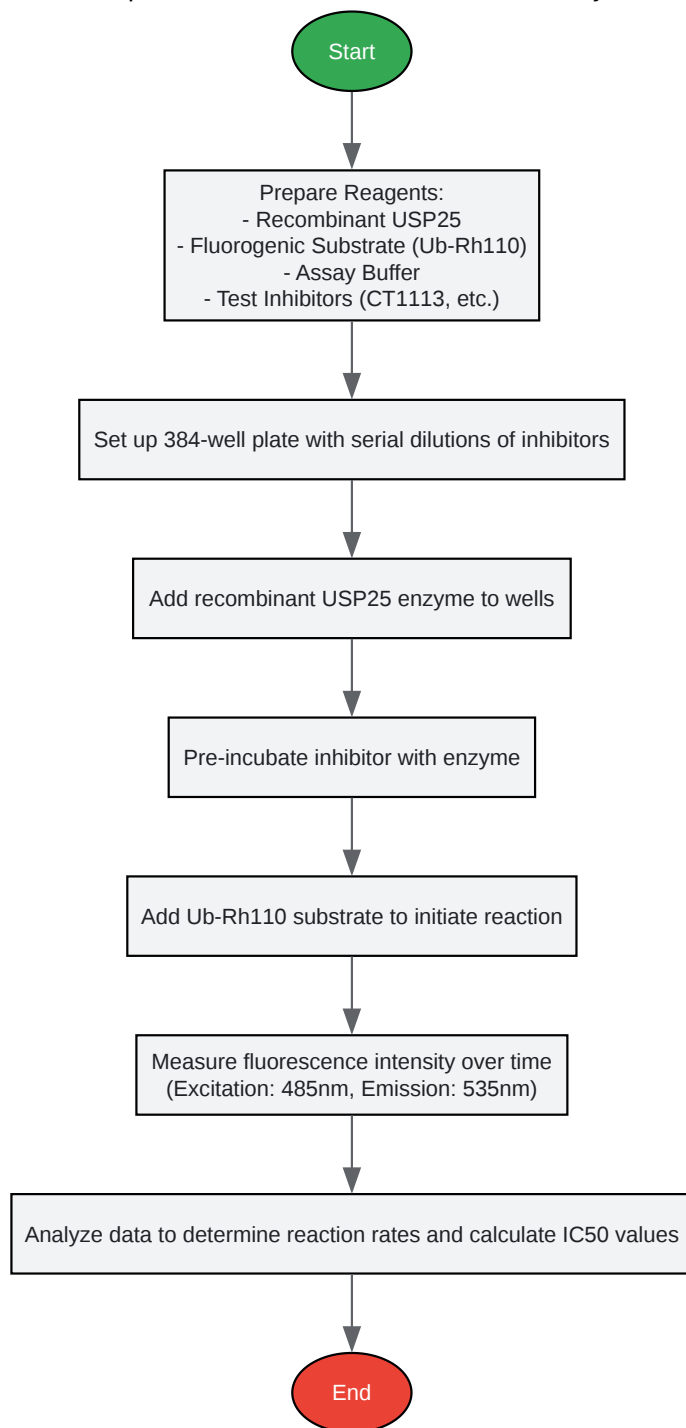 Start
Prepare Reagents:
- Recombinant USP25
- Fluorogenic Substrate (Ub-Rh110)
- Assay Buffer
- Test Inhibitors (CT1113, etc.)
Set up 384-well plate with serial dilutions of inhibitors
Add recombinant USP25 enzyme to wells
Pre-incubate inhibitor with enzyme
Add Ub-Rh110 substrate to initiate reaction
Measure fluorescence intensity over time
(Excitation: 485nm, Emission: 535nm)
Analyze data to determine reaction rates and calculate IC50 values
End